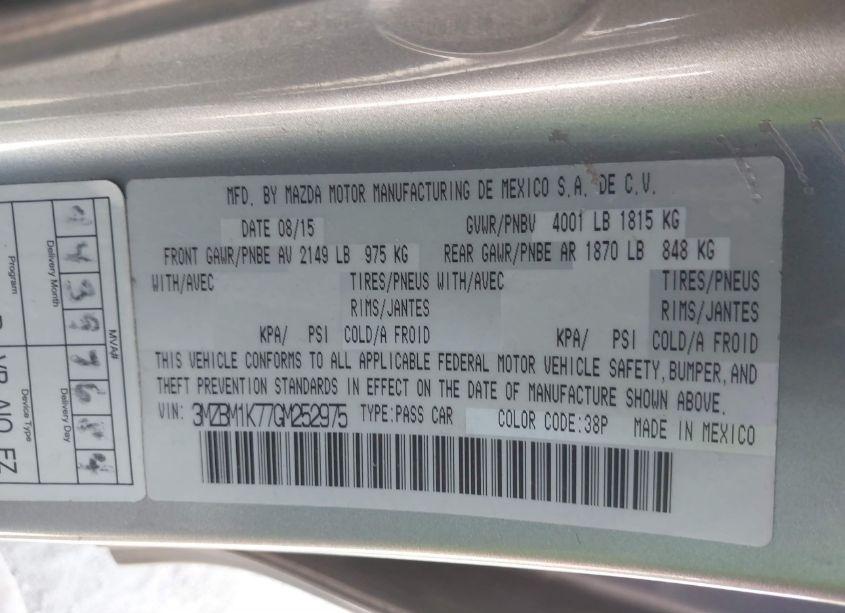 MFD. BY MAZDA MOTOR MANUFACTURING DE MEXICO S.A. DE C.V.
DATE 08/15 GVWR/PNBV 4001 LB 1815 KG
FRONT GAWR/PNBE AV 2149 LB 975 KG REAR GAWR/PNBE AR 1870 LB 848 KG
WITH/AVEC TIRES/PNEUS WITH/AVEC TIRES/PNEUS
RIMS/JANTES RIMS/JANTES
KPA/ PSI COLD/A FROID KPA/ PSI COLD/A FROID
THIS VEHICLE CONFORMS TO ALL APPLICABLE FEDERAL MOTOR VEHICLE SAFETY, BUMPER, AND
THEFT PREVENTION STANDARDS IN EFFECT ON THE DATE OF MANUFACTURE SHOWN ABOVE.
VIN: 3MZBM1K77GM252975 TYPE:PASS CAR COLOR CODE:38P MADE IN MEXICO
MVA#
Delivery Month
Delivery Day
Program
Device Type